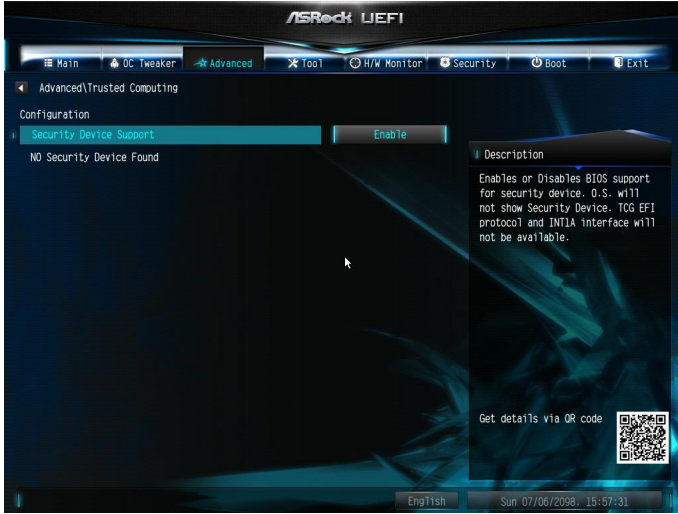 ASRock UEFI
Main OC Tweaker Advanced Tool H/W Monitor Security Boot Exit
Advanced\Trusted Computing
Configuration
Security Device Support Enable
NO Security Device Found
Description
Enables or Disables BIOS support
for security device. O.S. will
not show Security Device. TCG EFI
protocol and INT1A interface will
not be available.
Get details via QR code
English Sun 07/06/2098. 15:57:31